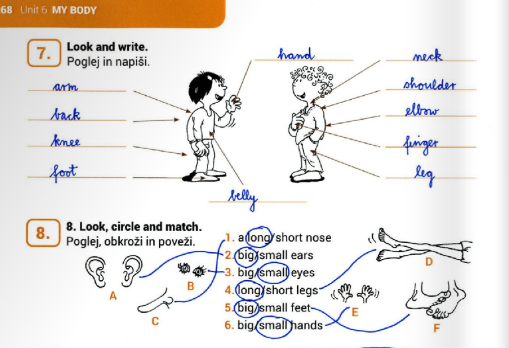 68 Unit 6 MY BODY
7. Look and write.
Poglej in napiši.
hand
neck
arm
shoulder
back
elbow
knee
finger
foot
leg
belly
8. 8. Look, circle and match.
Poglej, obkroži in poveži.
1. a long/short nose
2. big/small ears
3. big/small eyes
4. long/short legs
5. big/small feet
6. big/small hands
A
B
C
D
E
F